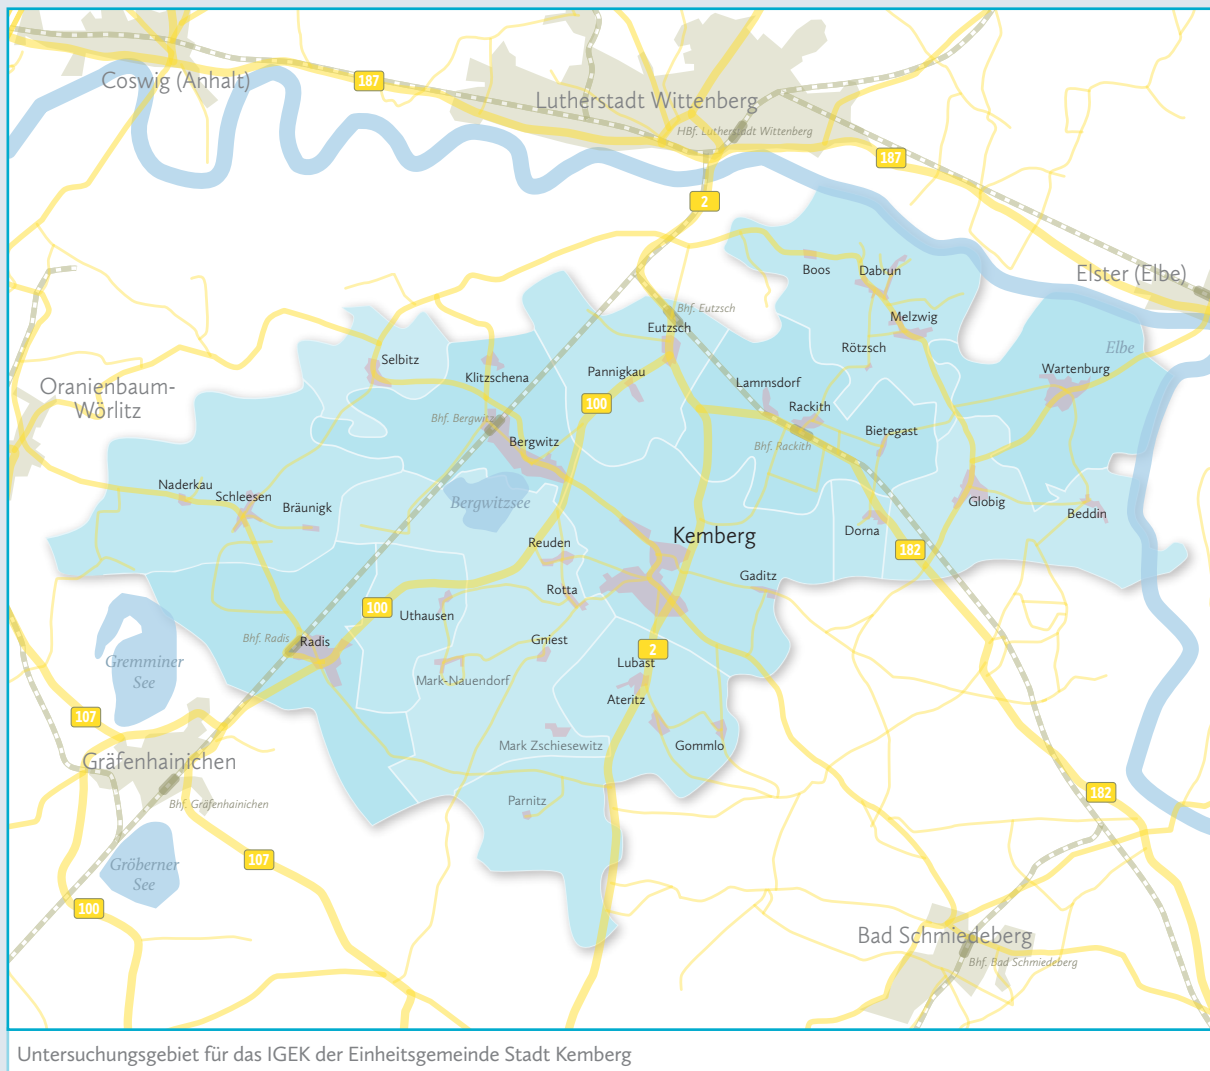 Coswig (Anhalt)
187
Lutherstadt Wittenberg
HBf. Lutherstadt Wittenberg
187
2
Elster (Elbe)
Boos
Dabrun
Melzwig
Bhf. Eutzsch
Eutzsch
Rötzsch
Elbe
Selbitz
Klitzschena
Pannigkau
Lammsdorf
Wartenburg
Oranienbaum-
Wörlitz
100
Rackith
Bhf. Bergwitz
Bergwitz
Bhf. Rackith
Bietegast
Naderkau
Schleesen
Bräunigk
Bergwitzsee
Globig
Beddin
Reuden
Kemberg
Dorna
182
Gaditz
Rotta
100
Uthausen
Bhf. Radis
Radis
Gniest
2
Lubast
Gremminer
See
Mark-Nauendorf
Ateritz
107
Mark Zschiesewitz
Gommlo
Gräfenhainichen
Bhf. Gräfenhainichen
Parnitz
182
Gröberner
See
107
100
Bad Schmiedeberg
Bhf. Bad Schmiedeberg
Untersuchungsgebiet für das IGEK der Einheitsgemeinde Stadt Kemberg